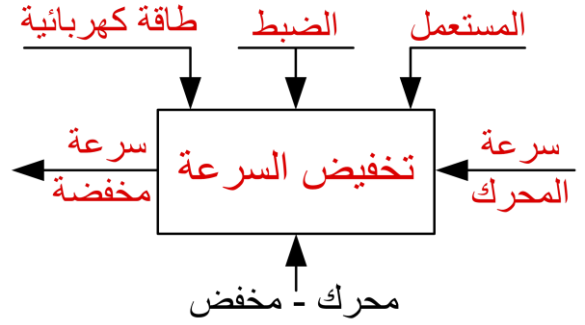 المستعمل
الضبط
طاقة كهربائية
سرعة
المحرك
تخفيض السرعة
سرعة
مخفضة
محرك - مخفض